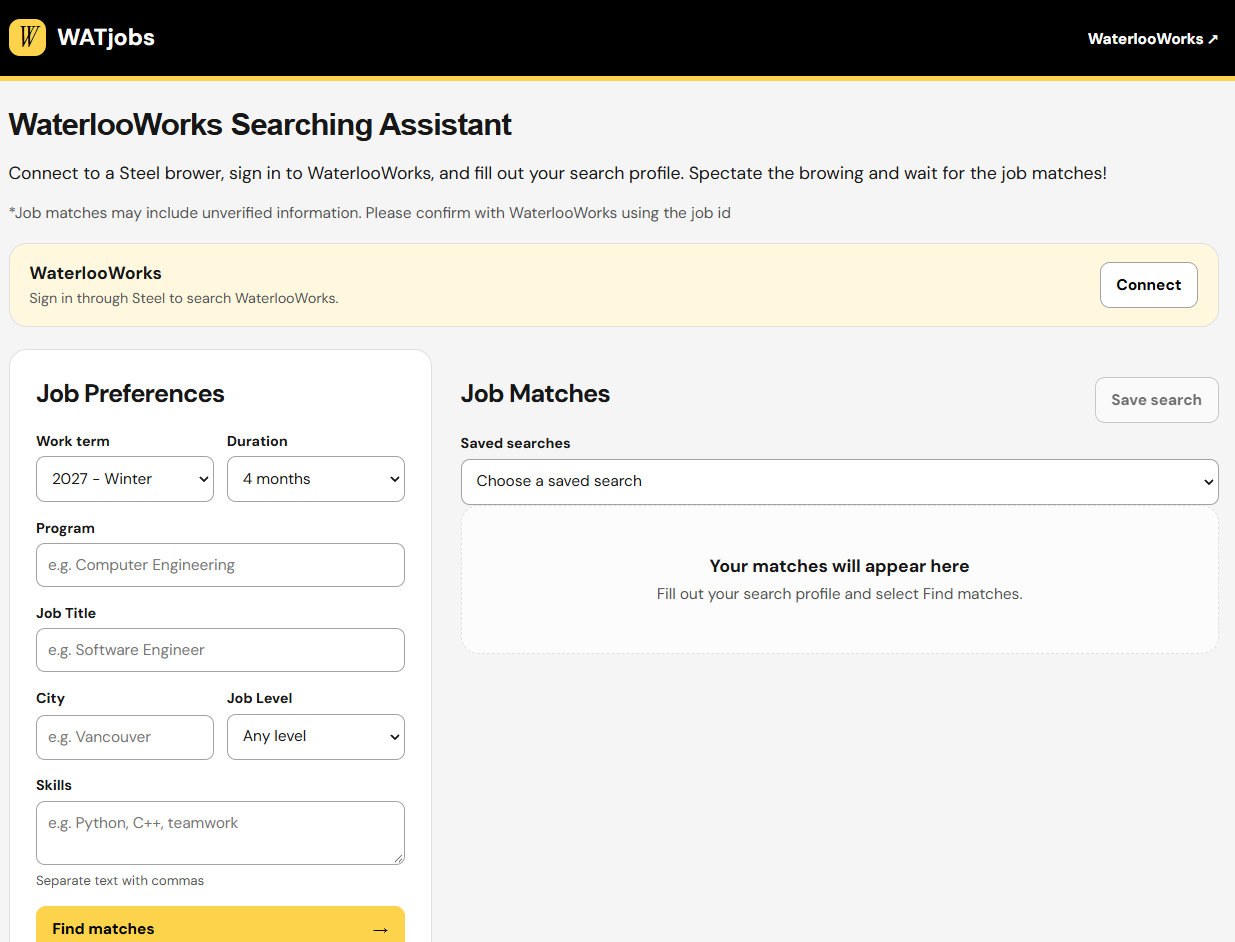 W WATjobs
WaterlooWorks ↗
WaterlooWorks Searching Assistant
Connect to a Steel brower, sign in to WaterlooWorks, and fill out your search profile. Spectate the browing and wait for the job matches!
*Job matches may include unverified information. Please confirm with WaterlooWorks using the job id
WaterlooWorks
Sign in through Steel to search WaterlooWorks.
Connect
Job Preferences
Work term
Duration
2027 - Winter
4 months
Program
e.g. Computer Engineering
Job Title
e.g. Software Engineer
City
Job Level
e.g. Vancouver
Any level
Skills
e.g. Python, C++, teamwork
Separate text with commas
Find matches →
Job Matches
Save search
Saved searches
Choose a saved search
Your matches will appear here
Fill out your search profile and select Find matches.